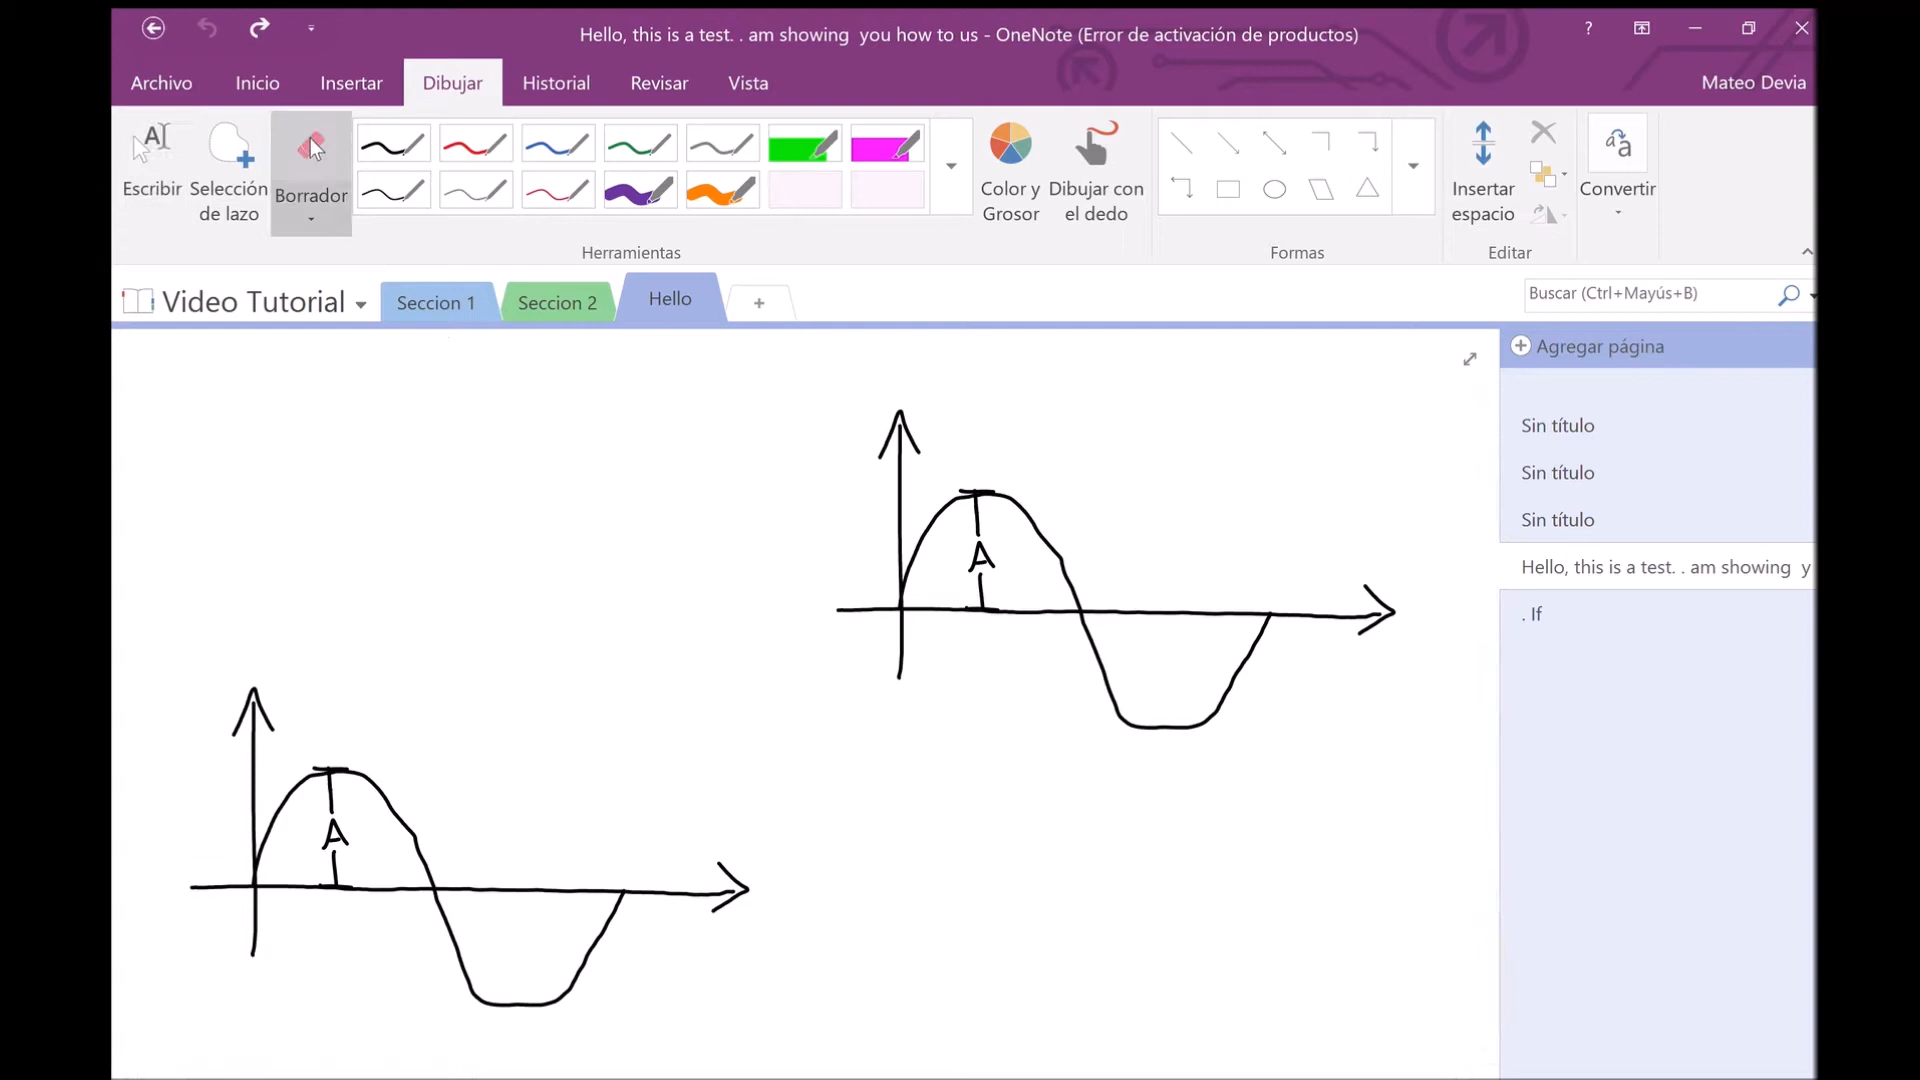 Hello, this is a test. . am showing  you how to us - OneNote (Error de activación de productos)
?
Archivo Inicio Insertar Dibujar Historial Revisar Vista Mateo Devia
Escribir
Selección de lazo
Borrador
Color y Grosor
Dibujar con el dedo
Insertar espacio
Convertir
Herramientas Formas Editar
Video Tutorial Seccion 1 Seccion 2 Hello + Buscar (Ctrl+Mayús+B)
Agregar página
Sin título
Sin título
Sin título
Hello, this is a test. . am showing  y
. If
A
A